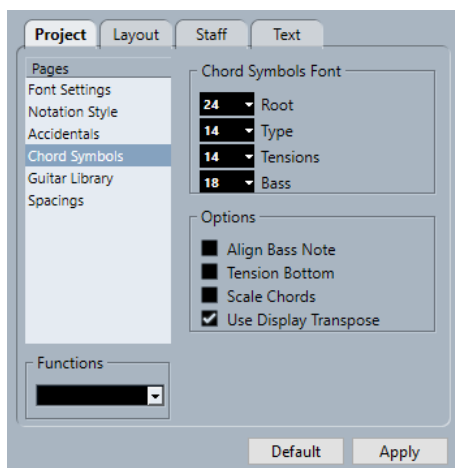 Project Layout Staff Text
Pages
Font Settings
Notation Style
Accidentals
Chord Symbols
Guitar Library
Spacings
Functions
Chord Symbols Font
24 Root
14 Type
14 Tensions
18 Bass
Options
Align Bass Note
Tension Bottom
Scale Chords
Use Display Transpose
Default Apply